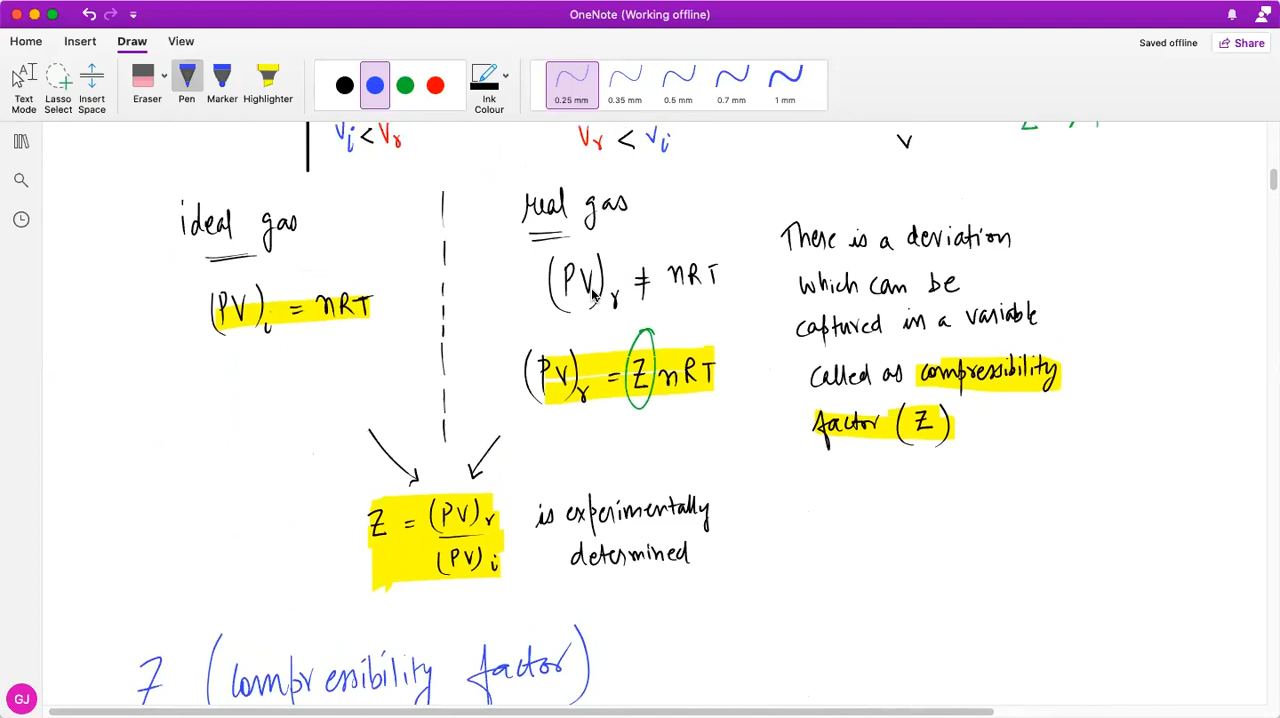 OneNote (Working offline)
Home Insert Draw View
Saved offline
Share
Text Mode
Lasso Select
Insert Space
Eraser
Pen
Marker
Highlighter
Ink Colour
0.25 mm
0.35 mm
0.5 mm
0.7 mm
1 mm
Vi < Vr
Vr < Vi
V
ideal gas
(PV)i = nRT
real gas
(PV)r ≠ nRT
(PV)r = Z nRT
There is a deviation
which can be
captured in a variable
called as compressibility
factor (Z)
Z = (PV)r
(PV)i
is experimentally
determined
Z (compressibility factor)
GJ